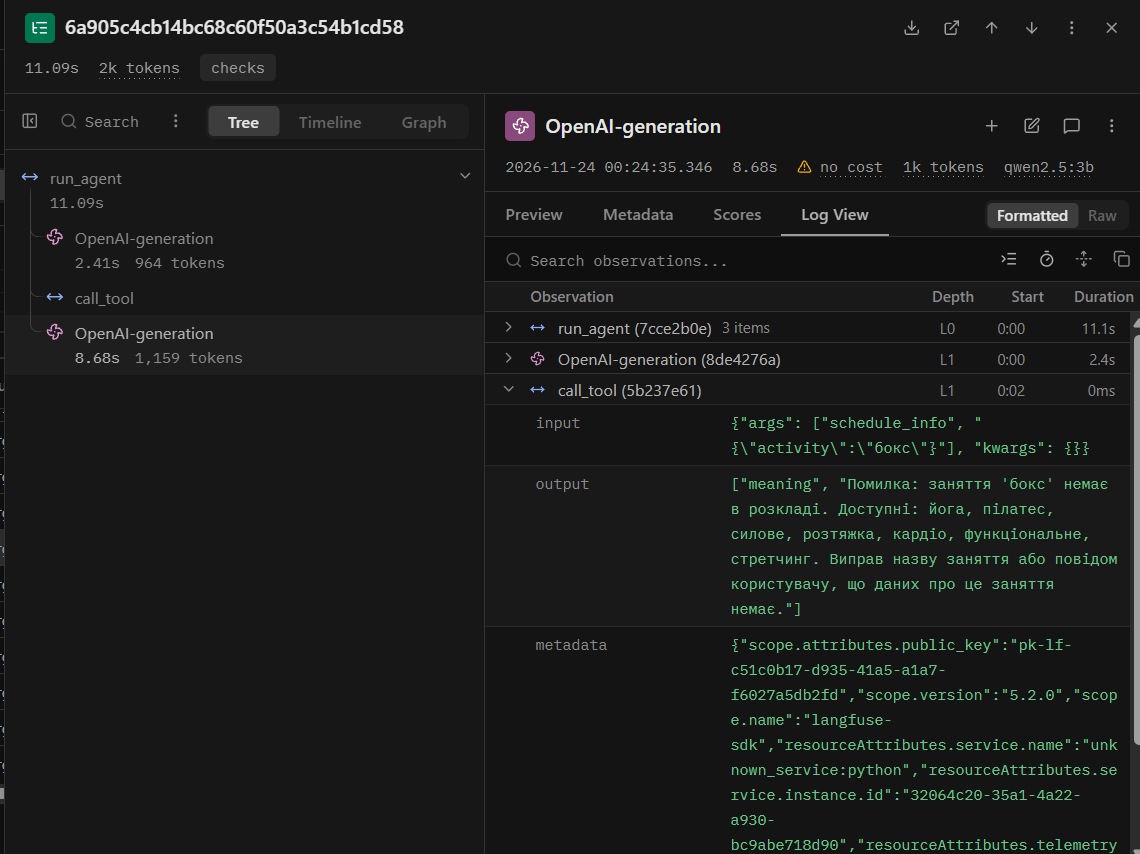 6a905c4cb14bc68c60f50a3c54b1cd58
11.09s 2k tokens checks
Search Tree Timeline Graph
run_agent
11.09s
OpenAI-generation
2.41s 964 tokens
call_tool
OpenAI-generation
8.68s 1,159 tokens
OpenAI-generation
2026-11-24 00:24:35.346 8.68s no cost 1k tokens qwen2.5:3b
Preview Metadata Scores Log View Formatted Raw
Search observations...
Observation Depth Start Duration
run_agent (7cce2b0e) 3 items L0 0:00 11.1s
OpenAI-generation (8de4276a) L1 0:00 2.4s
call_tool (5b237e61) L1 0:02 0ms
input {"args": ["schedule_info", "
{\"activity\":\"бокс\"}"], "kwargs": {}}}
output ["meaning", "Помилка: заняття 'бокс' немає
в розкладі. Доступні: йога, пілатес,
силове, розтяжка, кардіо, функціональне,
стретчинг. Виправ назву заняття або повідом
користувачу, що даних про це заняття
немає."]
metadata {"scope.attributes.public_key":"pk-lf-
c51c0b17-d935-41a5-a1a7-
f6027a5db2fd","scope.version":"5.2.0","scop
e.name":"langfuse-
sdk","resourceAttributes.service.name":"unk
nown_service:python","resourceAttributes.se
rvice.instance.id":"32064c20-35a1-4a22-
a930-
bc9abe718d90","resourceAttributes.telemetry